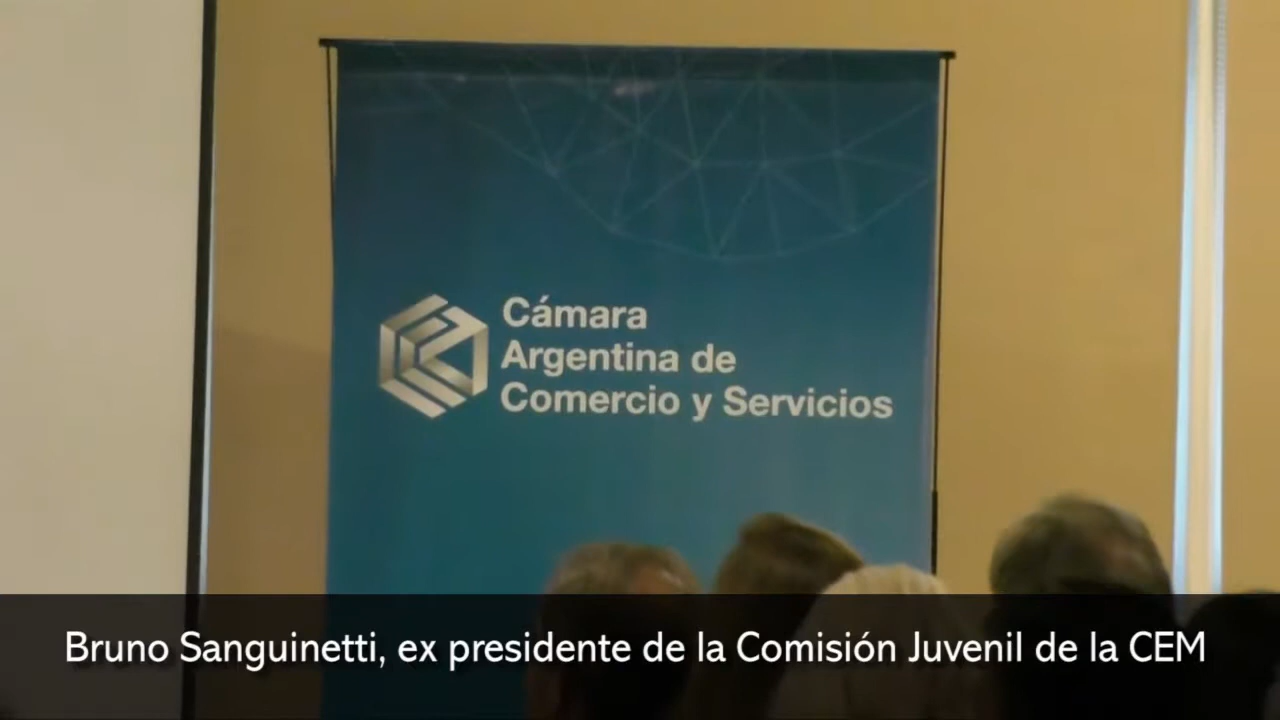 Cámara
Argentina de
Comercio y Servicios
Bruno Sanguinetti, ex presidente de la Comisión Juvenil de la CEM